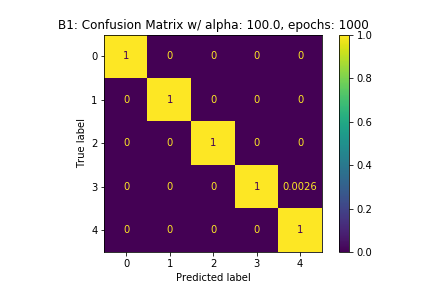 B1: Confusion Matrix w/ alpha: 100.0, epochs: 1000
True label
0 1 0 0 0 0
1 0 1 0 0 0
2 0 0 1 0 0
3 0 0 0 1 0.0026
4 0 0 0 0 1
0 1 2 3 4
Predicted label
1.0
0.8
0.6
0.4
0.2
0.0